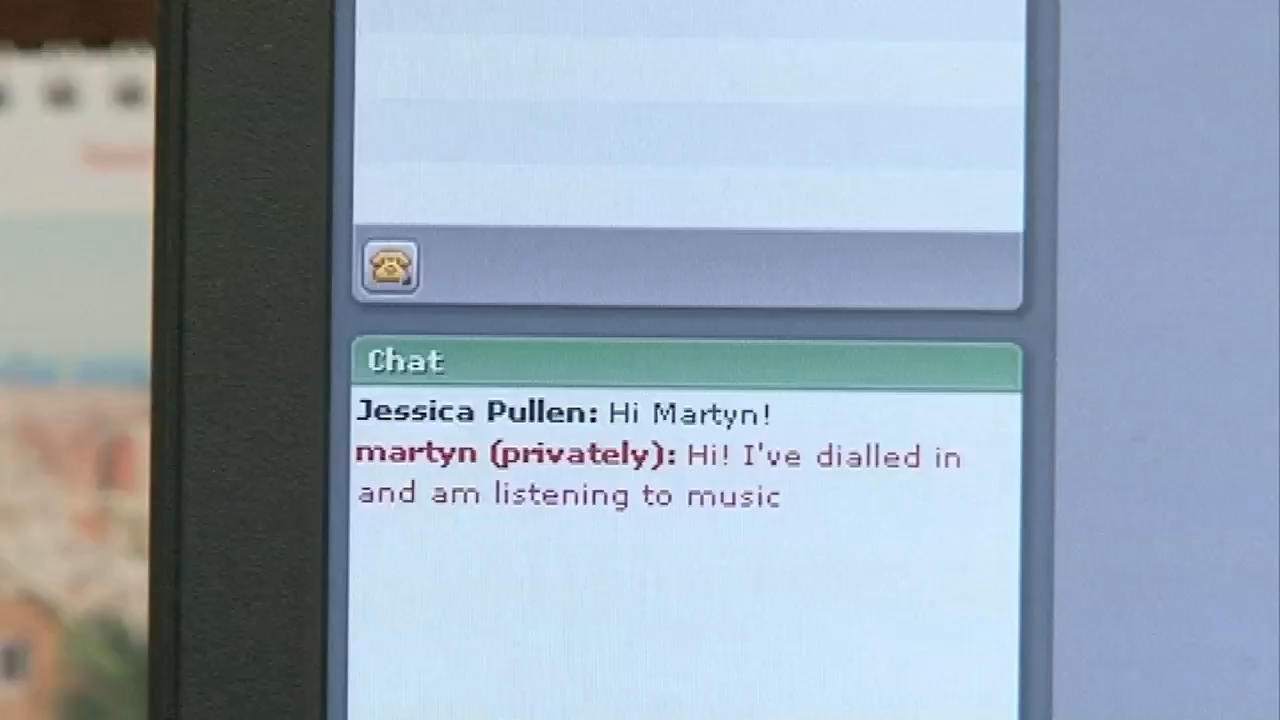 Chat
Jessica Pullen: Hi Martyn!
martyn (privately): Hi! I've dialled in
and am listening to music